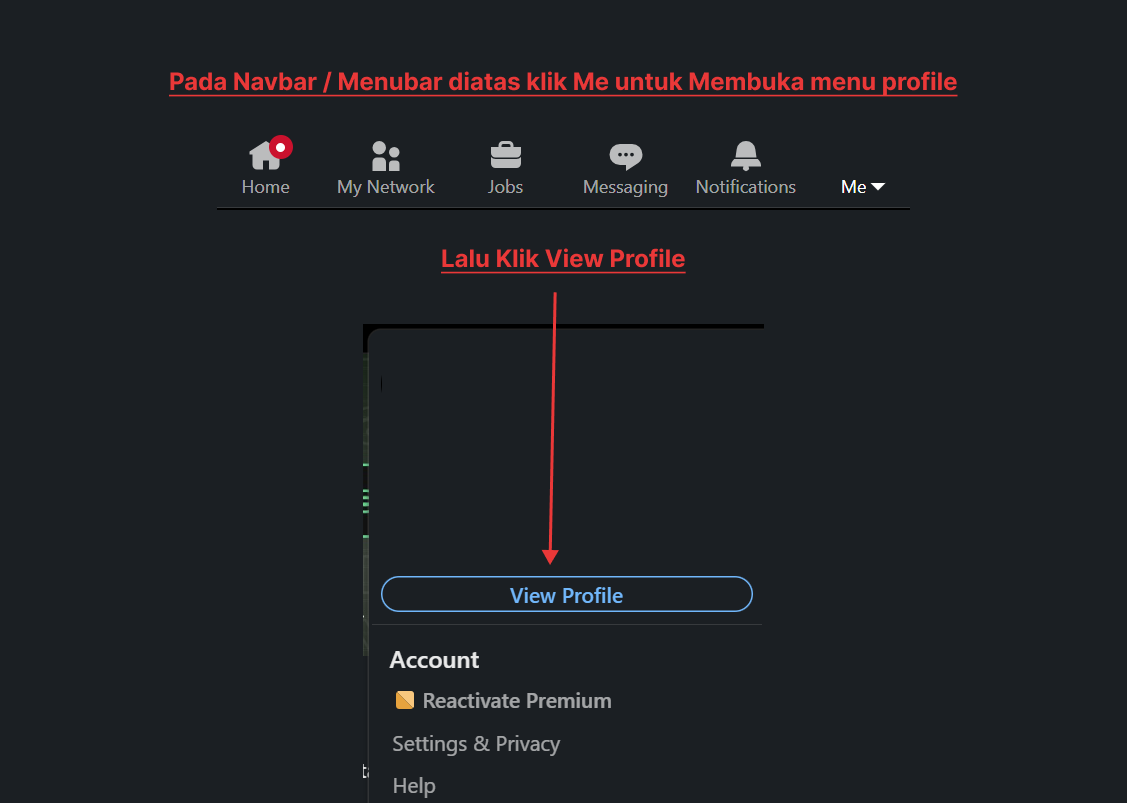 Pada Navbar / Menubar diatas klik Me untuk Membuka menu profile
Home My Network Jobs Messaging Notifications Me
Lalu Klik View Profile
View Profile
Account
Reactivate Premium
Settings & Privacy
Help